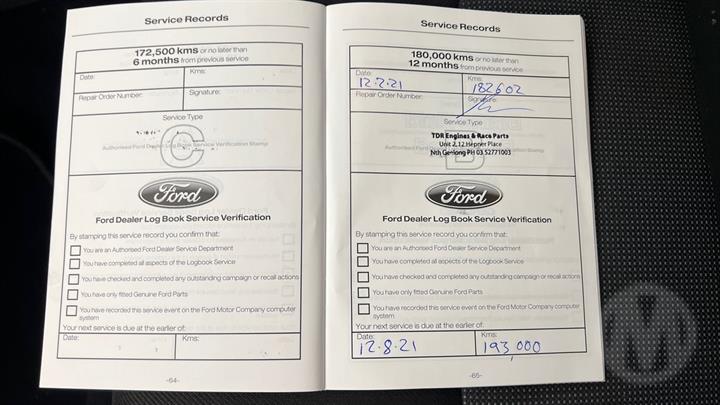 Service Records
172,500 kms or no later than
6 months from previous service
Date:
Kms:
Repair Order Number:
Signature:
Service Type
C
Authorised Ford Dealer Log Book Service Verification Stamp
Ford
Ford Dealer Log Book Service Verification
By stamping this service record you confirm that:
You are an Authorised Ford Dealer Service Department
You have completed all aspects of the Logbook Service
You have checked and completed any outstanding campaign or recall actions
You have only fitted Genuine Ford Parts
You have recorded this service event on the Ford Motor Company computer
system
Your next service is due at the earlier of:
Date:
Kms:
-64-
Service Records
180,000 kms or no later than
12 months from previous service
Date:
12.2.21
Kms:
182602
Repair Order Number:
Signature:
Service Type
TDR Engines & Race Parts
Unit 2, 12 Hepner Place
Nth Geelong PH 03 52771003
Authorised Ford
Ford
Ford Dealer Log Book Service Verification
By stamping this service record you confirm that:
You are an Authorised Ford Dealer Service Department
You have completed all aspects of the Logbook Service
You have checked and completed any outstanding campaign or recall actions
You have only fitted Genuine Ford Parts
You have recorded this service event on the Ford Motor Company computer
system
Your next service is due at the earlier of:
Date:
12.8.21
Kms:
193,000
-65-
M